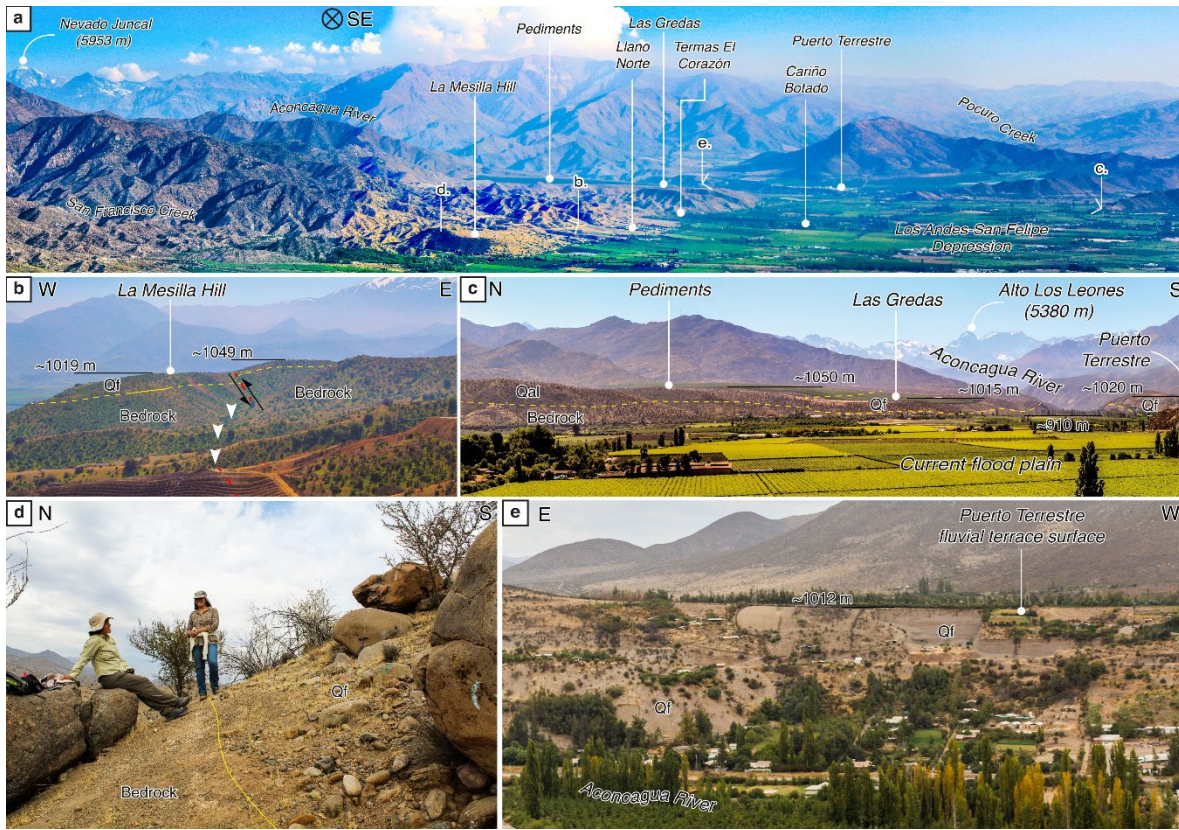 a
Nevado Juncal
(5953 m)
SE
Pediments
Las Gredas
Llano
Norte
Termas El
Corazón
Puerto Terrestre
Cariño
Botado
La Mesilla Hill
Aconcagua River
Pocuro Creek
San Francisco Creek
d.
b.
e.
c.
Los Andes-San Felipe
Depression
b
W
La Mesilla Hill
E
~1019 m
~1049 m
Qf
Bedrock
Bedrock
c
N
Pediments
Las Gredas
Alto Los Leones
(5380 m)
S
Aconcagua River
Puerto
Terrestre
~1050 m
~1015 m
~1020 m
Qal
Qf
Qf
Bedrock
~910 m
Current flood plain
d
N
S
Qf
Bedrock
e
E
W
Puerto Terrestre
fluvial terrace surface
~1012 m
Qf
Qf
Aconcagua River